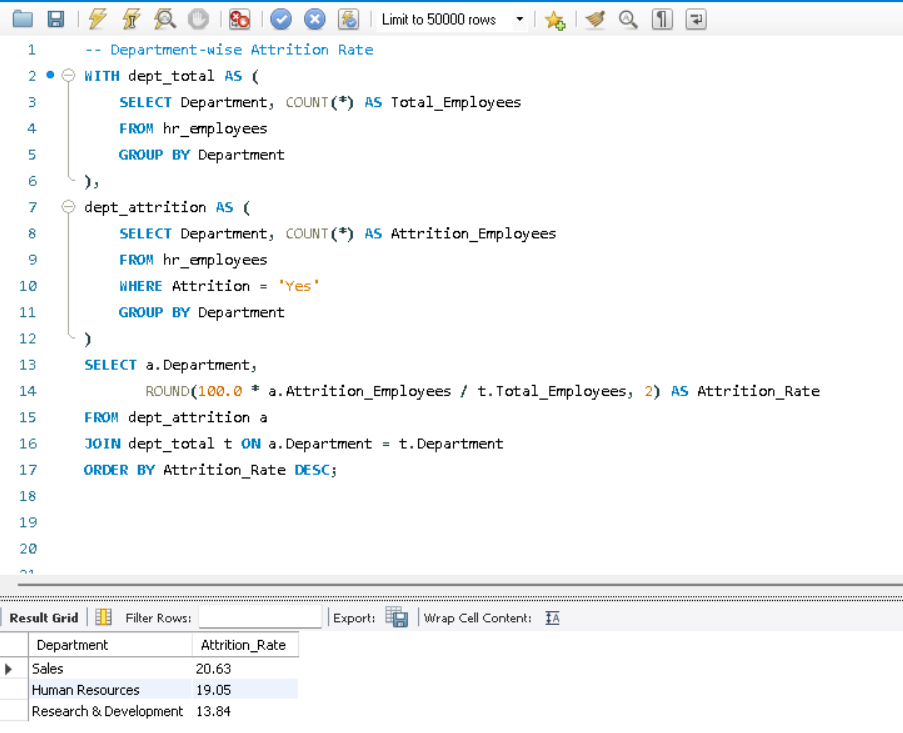 Limit to 50000 rows
1 -- Department-wise Attrition Rate
2 WITH dept_total AS (
3 SELECT Department, COUNT(*) AS Total_Employees
4 FROM hr_employees
5 GROUP BY Department
6 ),
7 dept_attrition AS (
8 SELECT Department, COUNT(*) AS Attrition_Employees
9 FROM hr_employees
10 WHERE Attrition = 'Yes'
11 GROUP BY Department
12 )
13 SELECT a.Department,
14 ROUND(100.0 * a.Attrition_Employees / t.Total_Employees, 2) AS Attrition_Rate
15 FROM dept_attrition a
16 JOIN dept_total t ON a.Department = t.Department
17 ORDER BY Attrition_Rate DESC;
18
19
20
21
Result Grid Filter Rows: Export: Wrap Cell Content: IA
Department Attrition_Rate
Sales 20.63
Human Resources 19.05
Research & Development 13.84